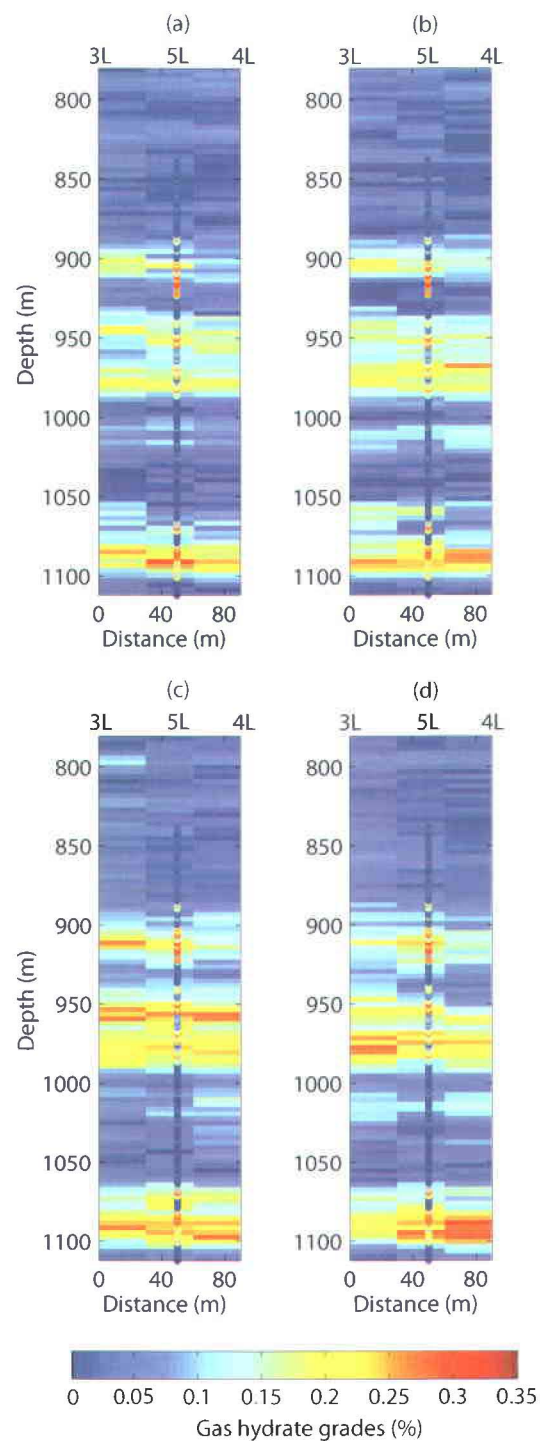 (a) (b)
3L 5L 4L 3L 5L 4L
800 800
850 850
900 900
950 950
1000 1000
1050 1050
1100 1100
Depth (m)
0 40 80 0 40 80
Distance (m) Distance (m)
(c) (d)
3L 5L 4L 3L 5L 4L
800 800
850 850
900 900
950 950
1000 1000
1050 1050
1100 1100
Depth (m)
0 40 80 0 40 80
Distance (m) Distance (m)
0 0.05 0.1 0.15 0.2 0.25 0.3 0.35
Gas hydrate grades (%)